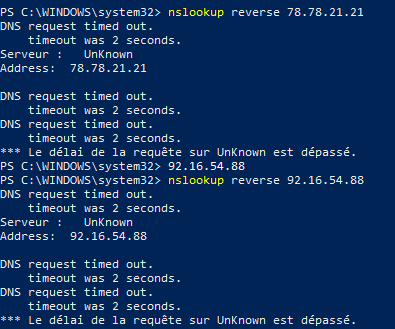 PS C:\WINDOWS\system32> nslookup reverse 78.78.21.21
DNS request timed out.
    timeout was 2 seconds.
Serveur :   UnKnown
Address:  78.78.21.21

DNS request timed out.
    timeout was 2 seconds.
DNS request timed out.
    timeout was 2 seconds.
*** Le délai de la requête sur UnKnown est dépassé.
PS C:\WINDOWS\system32> 92.16.54.88
PS C:\WINDOWS\system32> nslookup reverse 92.16.54.88
DNS request timed out.
    timeout was 2 seconds.
Serveur :   UnKnown
Address:  92.16.54.88

DNS request timed out.
    timeout was 2 seconds.
DNS request timed out.
    timeout was 2 seconds.
*** Le délai de la requête sur UnKnown est dépassé.